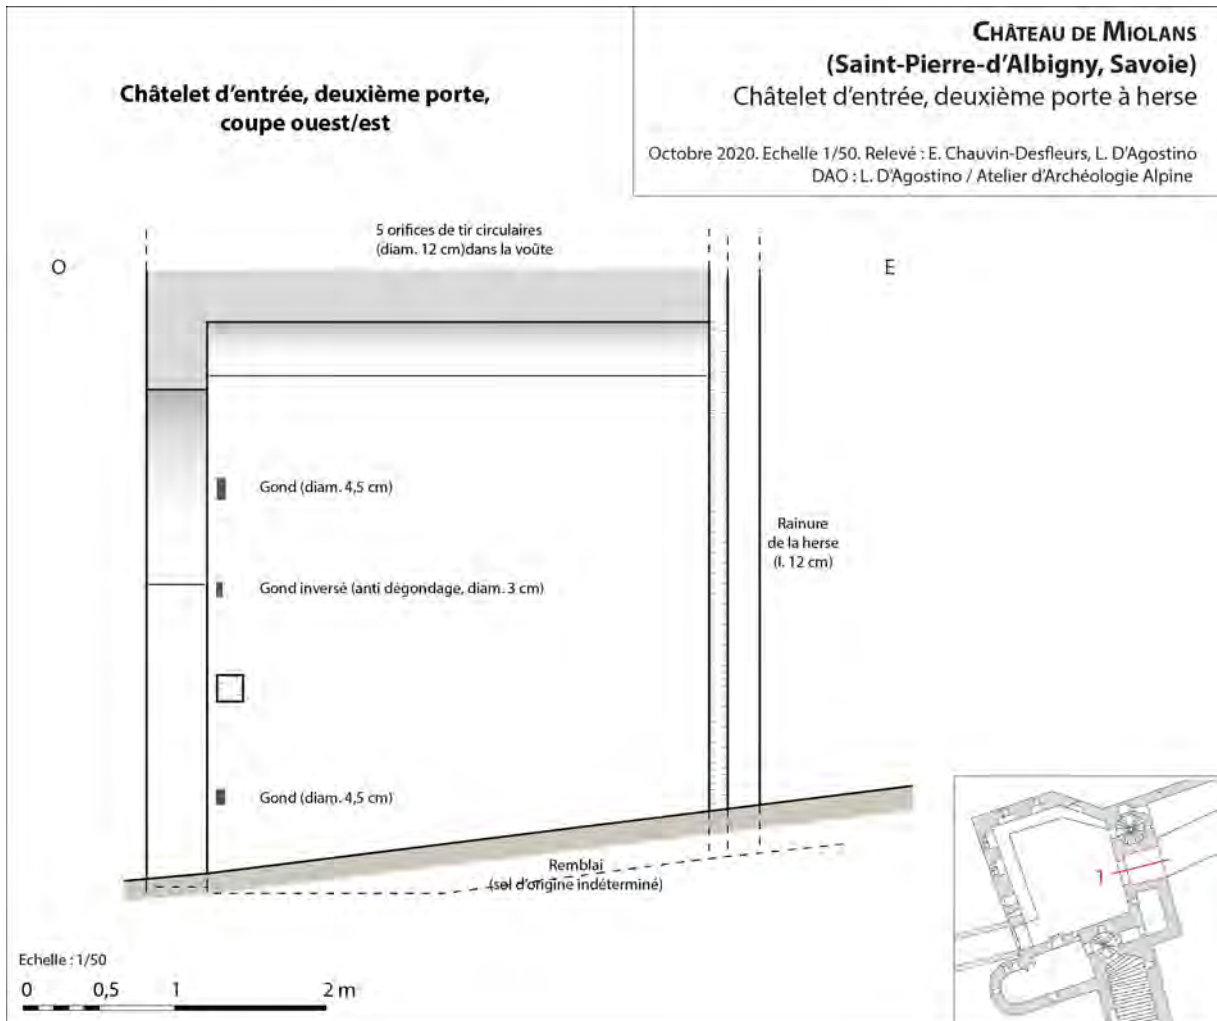 CHÂTEAU DE MIOLANS
(Saint-Pierre-d'Albigny, Savoie)
Châtelet d'entrée, deuxième porte à herse
Octobre 2020. Echelle 1/50. Relevé : E. Chauvin-Desfleurs, L. D'Agostino
DAO : L. D'Agostino / Atelier d'Archéologie Alpine
Châtelet d'entrée, deuxième porte,
coupe ouest/est
5 orifices de tir circulaires
(diam. 12 cm)dans la voûte
O
E
Gond (diam. 4,5 cm)
Rainure
de la herse
(l. 12 cm)
Gond inversé (anti dégondage, diam. 3 cm)
Gond (diam. 4,5 cm)
Remblai
(sol d'origine indéterminé)
1
Echelle : 1/50
0 0,5 1 2 m